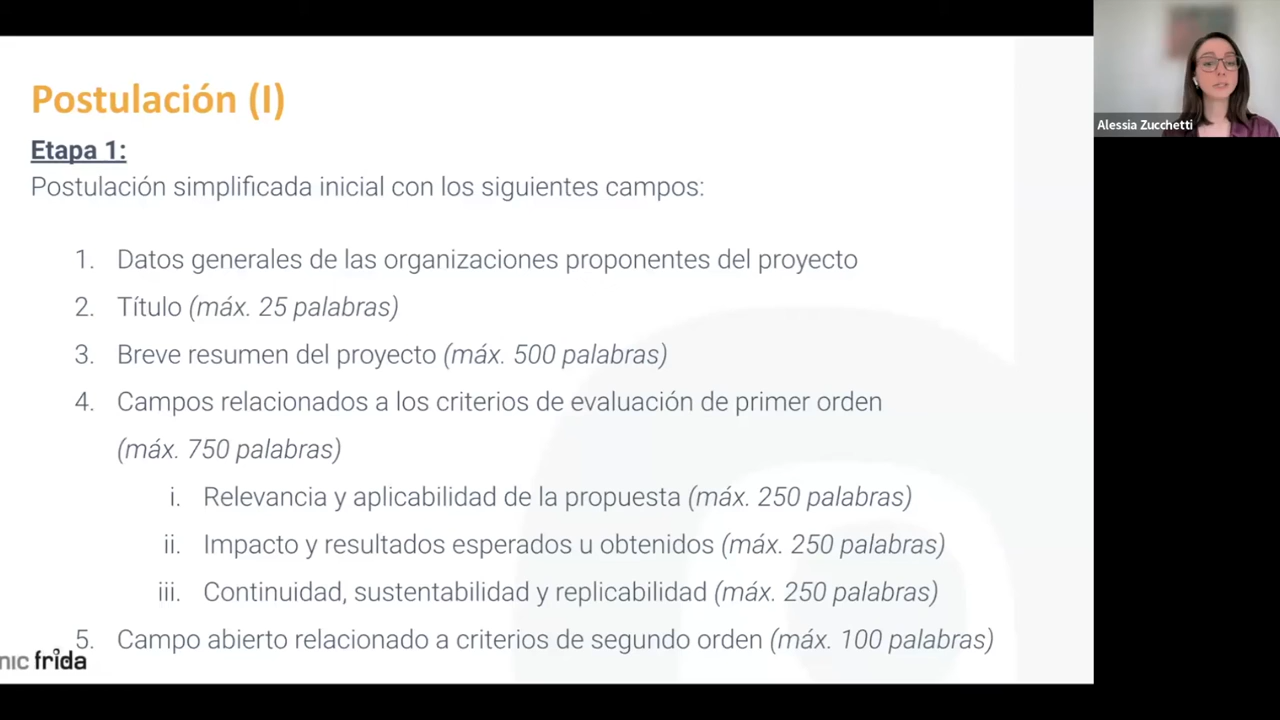 Postulación (I)
Etapa 1:
Postulación simplificada inicial con los siguientes campos:
1. Datos generales de las organizaciones proponentes del proyecto
2. Título (máx. 25 palabras)
3. Breve resumen del proyecto (máx. 500 palabras)
4. Campos relacionados a los criterios de evaluación de primer orden
(máx. 750 palabras)
i. Relevancia y aplicabilidad de la propuesta (máx. 250 palabras)
ii. Impacto y resultados esperados u obtenidos (máx. 250 palabras)
iii. Continuidad, sustentabilidad y replicabilidad (máx. 250 palabras)
5. Campo abierto relacionado a criterios de segundo orden (máx. 100 palabras)
nic frida
Alessia Zucchetti